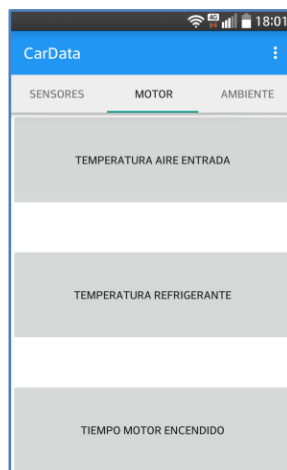 18:01
CarData
SENSORES MOTOR AMBIENTE
TEMPERATURA AIRE ENTRADA
TEMPERATURA REFRIGERANTE
TIEMPO MOTOR ENCENDIDO